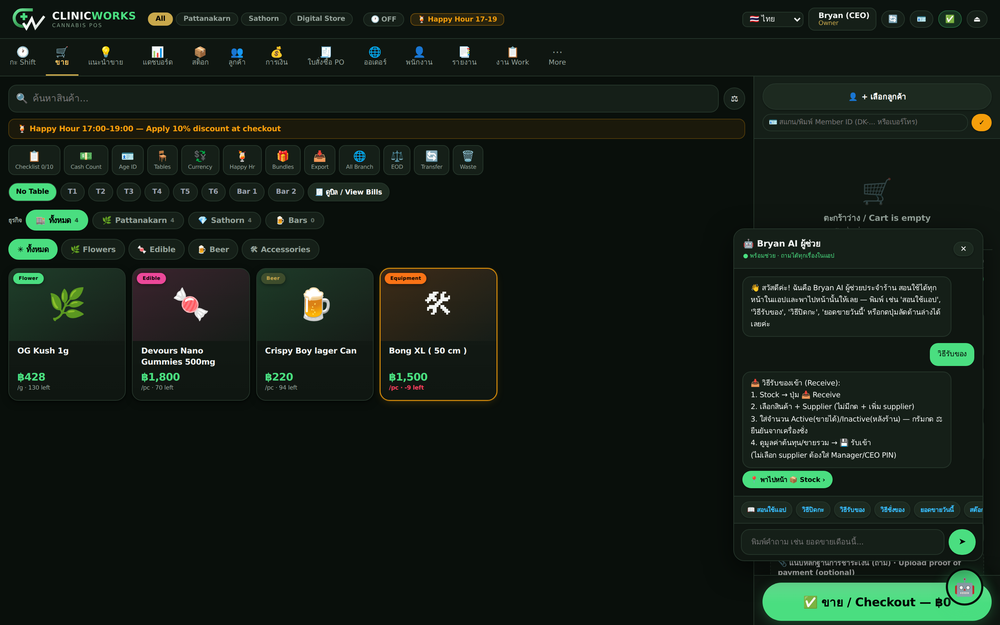 CLINICWORKS
CANNABIS POS
All
Pattanakarn
Sathorn
Digital Store
🕐 OFF
🍹 Happy Hour 17-19
🇹🇭 ไทย
Bryan (CEO)
Owner
กะ Shift
ขาย
แนะนำขาย
แดชบอร์ด
สต็อก
ลูกค้า
การเงิน
ใบสั่งซื้อ PO
ออเดอร์
พนักงาน
รายงาน
งาน Work
More
ค้นหาสินค้า...
🍹 Happy Hour 17:00–19:00 — Apply 10% discount at checkout
Checklist 0/10
Cash Count
Age ID
Tables
Currency
Happy Hr
Bundles
Export
All Branch
EOD
Transfer
Waste
No Table
T1
T2
T3
T4
T5
T6
Bar 1
Bar 2
🧾 ดูบิล / View Bills
ธุรกิจ
🏬 ทั้งหมด 4
🌿 Pattanakarn 4
💎 Sathorn 4
🍺 Bars 0
✳ ทั้งหมด
🌿 Flowers
🍬 Edible
🍺 Beer
🛠 Accessories
Flower
OG Kush 1g
฿428
/g · 130 left
Edible
Devours Nano
Gummies 500mg
฿1,800
/pc · 70 left
Beer
Crispy Boy lager Can
฿220
/pc · 94 left
Equipment
Bong XL ( 50 cm )
฿1,500
/pc · -9 left
👤 + เลือกลูกค้า
🪪 สแกน/พิมพ์ Member ID (DK-... หรือเบอร์โทร)
✓
ตะกร้าว่าง / Cart is empty
🤖 Bryan AI ผู้ช่วย
● พร้อมช่วย · ถามได้ทุกเรื่องในแอป
✕
👋 สวัสดีค่ะ! ฉันคือ Bryan AI ผู้ช่วยประจำร้าน สอนใช้ได้ทุก
หน้าในแอปและพาไปหน้านั้นให้เลย — พิมพ์ เช่น 'สอนใช้แอป',
'วิธีรับของ', 'วิธีปิดกะ', 'ยอดขายวันนี้' หรือกดปุ่มลัดด้านล่างได้
เลยค่ะ
วิธีรับของ
📥 วิธีรับของเข้า (Receive):
1. Stock → ปุ่ม 📥 Receive
2. เลือกสินค้า + Supplier (ไม่มีกด + เพิ่ม supplier)
3. ใส่จำนวน Active(ขายได้)/Inactive(หลังร้าน) — กรัมกด ⚖
ยืนยันจากเครื่องชั่ง
4. ดูมูลค่าต้นทุน/ขายรวม → 💾 รับเข้า
(ไม่เลือก supplier ต้องใส่ Manager/CEO PIN)
📍 พาไปหน้า 📦 Stock ›
📖 สอนใช้แอป
วิธีปิดกะ
วิธีรับของ
วิธีชั่งของ
ยอดขายวันนี้
พิมพ์คำถาม เช่น ยอดขายเดือนนี้...
📎 แนบหลักฐานการชำระเงิน (ถ้ามี) · Upload proof of
payment (optional)
✅ ขาย / Checkout — ฿0